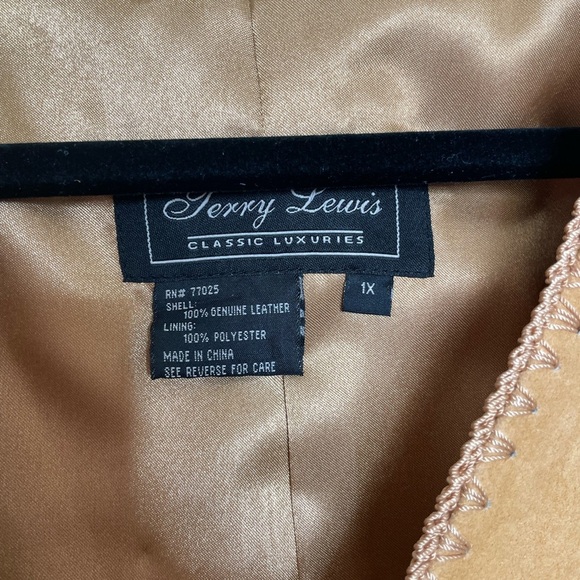 Terry Lewis
CLASSIC LUXURIES
RN# 77025
SHELL:
100% GENUINE LEATHER
LINING:
100% POLYESTER
MADE IN CHINA
SEE REVERSE FOR CARE
1X